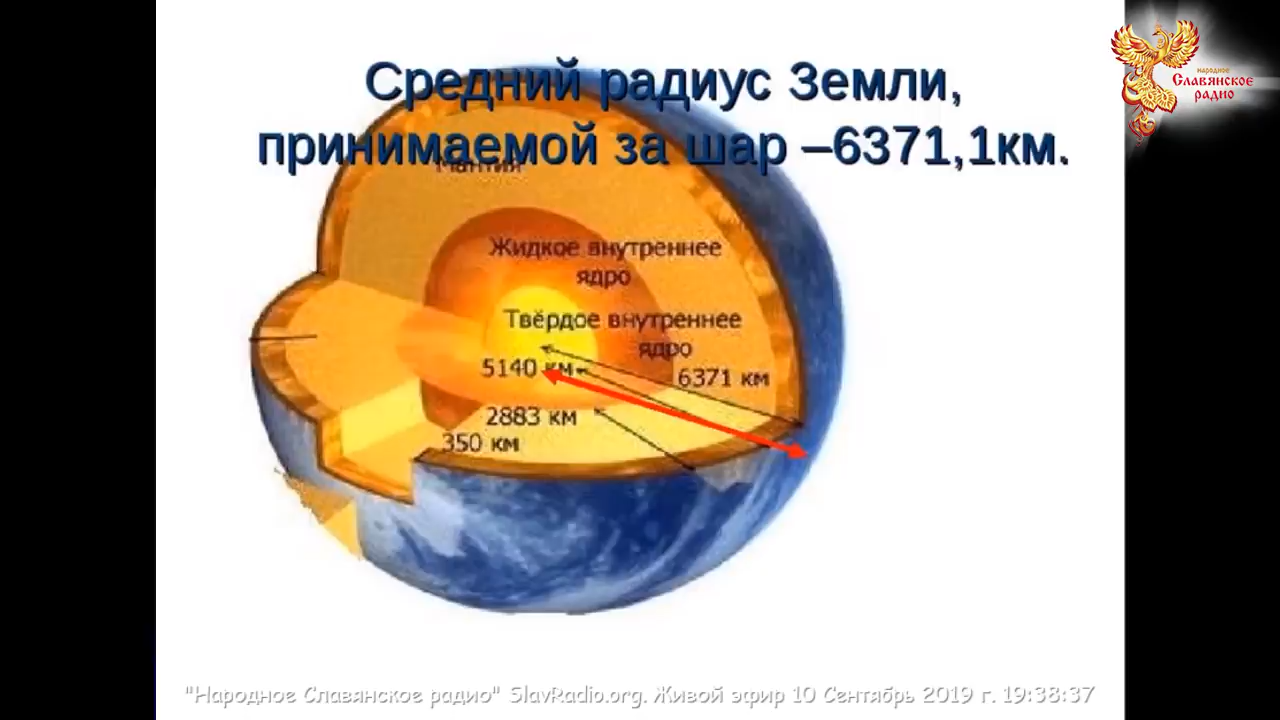 Средний радиус Земли,
принимаемой за шар –6371,1км.
Мантия
Жидкое внутреннее
ядро
Твёрдое внутреннее
ядро
5140 км
6371 км
2883 км
350 км
народное
Славянское
радио
"Народное Славянское радио" SlavRadio.org. Живой эфир 10 Сентябрь 2019 г. 19:38:37